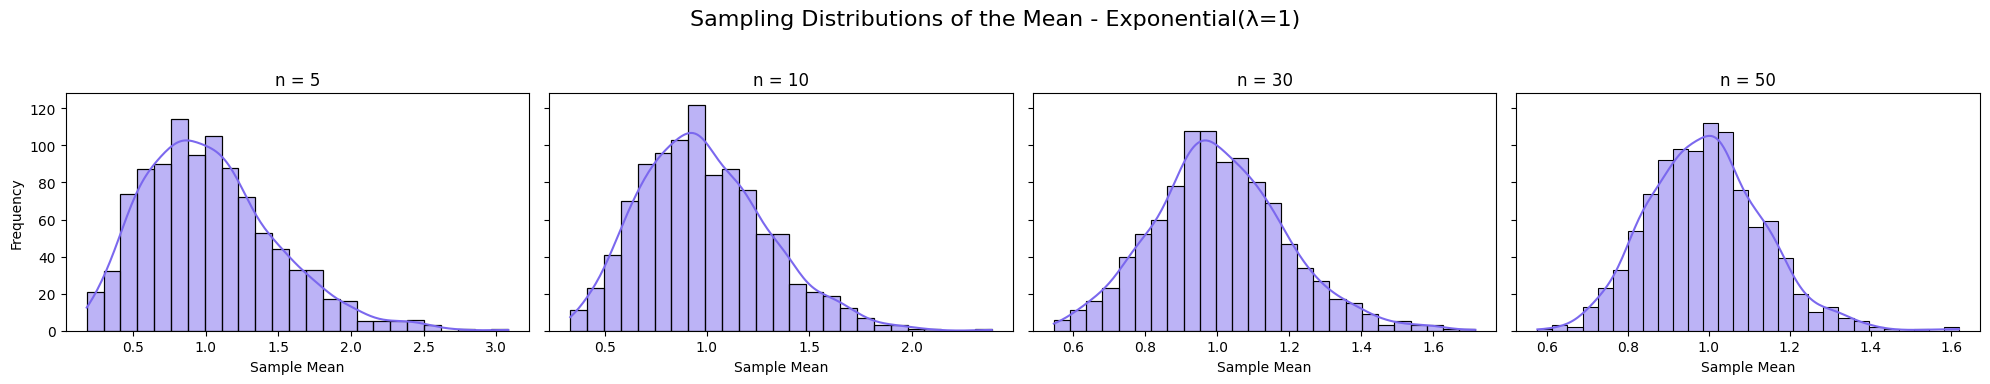 Sampling Distributions of the Mean - Exponential(λ=1)
n = 5
n = 10
n = 30
n = 50
Frequency
120
100
80
60
40
20
0
0.5 1.0 1.5 2.0 2.5 3.0
0.5 1.0 1.5 2.0
0.6 0.8 1.0 1.2 1.4 1.6
0.6 0.8 1.0 1.2 1.4 1.6
Sample Mean
Sample Mean
Sample Mean
Sample Mean